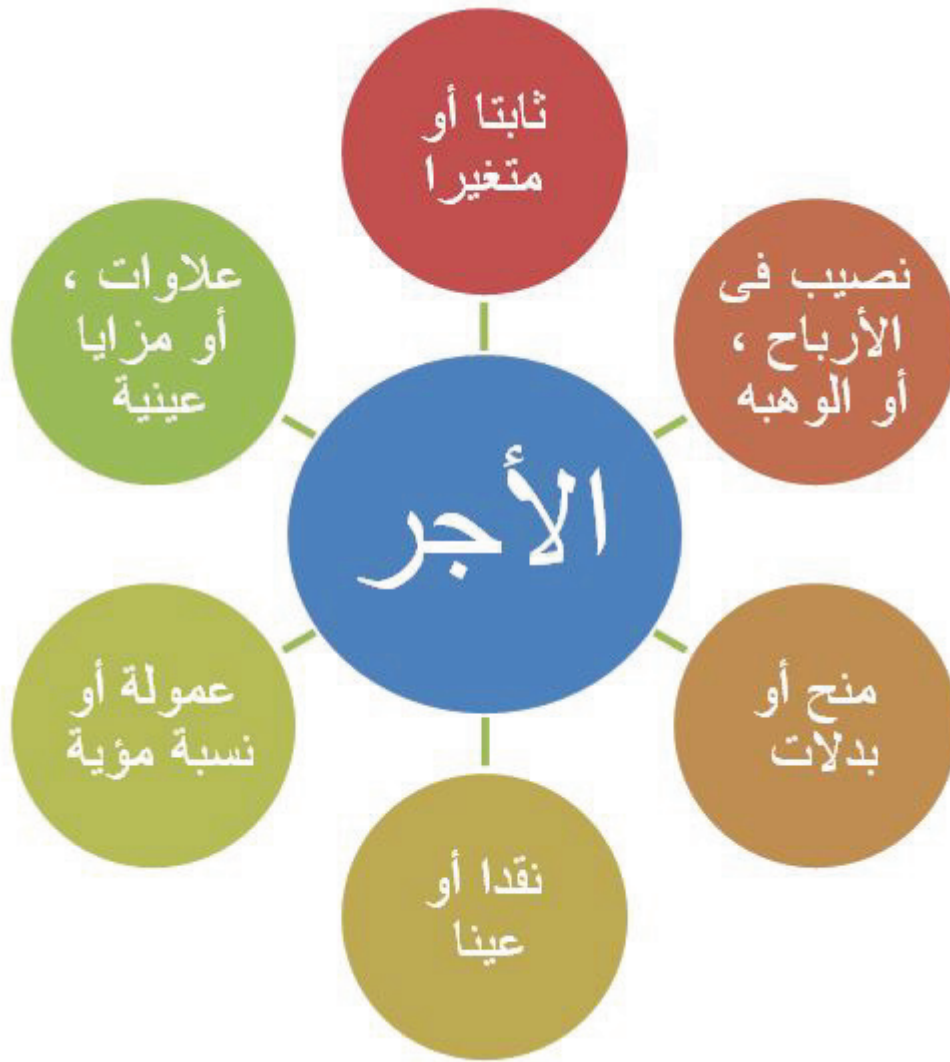 ثابتا أو
متغيرا
نصيب فى
الأرباح ،
أو الوهبه
منح أو
بدلات
نقدا أو
عينا
عمولة أو
نسبة مؤية
علاوات ،
أو مزايا
عينية
الأجر